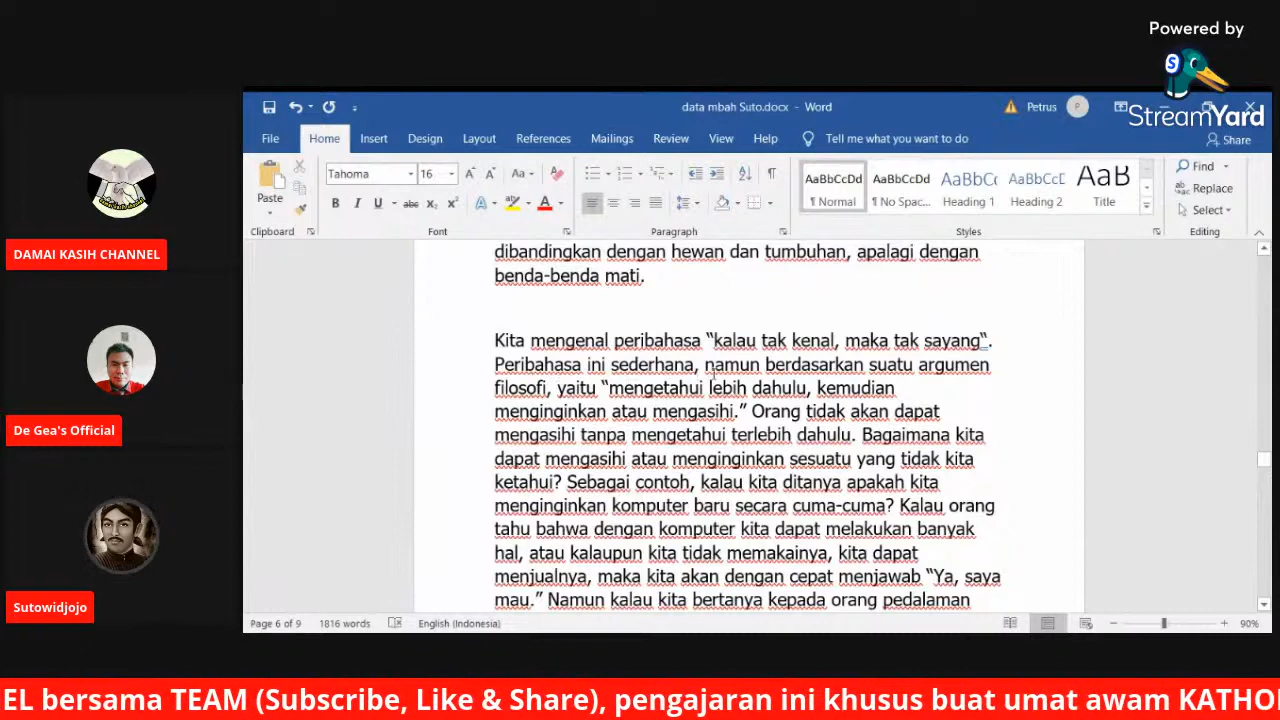 Powered by
S
StreamYard
data mbah Suto.docx - Word
Petrus
P
File Home Insert Design Layout References Mailings Review View Help Tell me what you want to do
Share
Paste
Tahoma 16
Aa
B I U abc x₂ x² A A
AaBbCcDd AaBbCcDd AaBbCc AaBbCcE AaB
¶ Normal ¶ No Spac... Heading 1 Heading 2 Title
Find
Replace
Select
Clipboard Font Paragraph Styles Editing
dibandingkan dengan hewan dan tumbuhan, apalagi dengan
benda-benda mati.
Kita mengenal peribahasa “kalau tak kenal, maka tak sayang“.
Peribahasa ini sederhana, namun berdasarkan suatu argumen
filosofi, yaitu “mengetahui lebih dahulu, kemudian
menginginkan atau mengasihi.” Orang tidak akan dapat
mengasihi tanpa mengetahui terlebih dahulu. Bagaimana kita
dapat mengasihi atau menginginkan sesuatu yang tidak kita
ketahui? Sebagai contoh, kalau kita ditanya apakah kita
menginginkan komputer baru secara cuma-cuma? Kalau orang
tahu bahwa dengan komputer kita dapat melakukan banyak
hal, atau kalaupun kita tidak memakainya, kita dapat
menjualnya, maka kita akan dengan cepat menjawab “Ya, saya
mau.” Namun kalau kita bertanya kepada orang pedalaman
Page 6 of 9 1816 words English (Indonesia) 90%
DAMAI KASIH CHANNEL
De Gea's Official
Sutowidjojo
EL bersama TEAM (Subscribe, Like & Share), pengajaran ini khusus buat umat awam KATHO